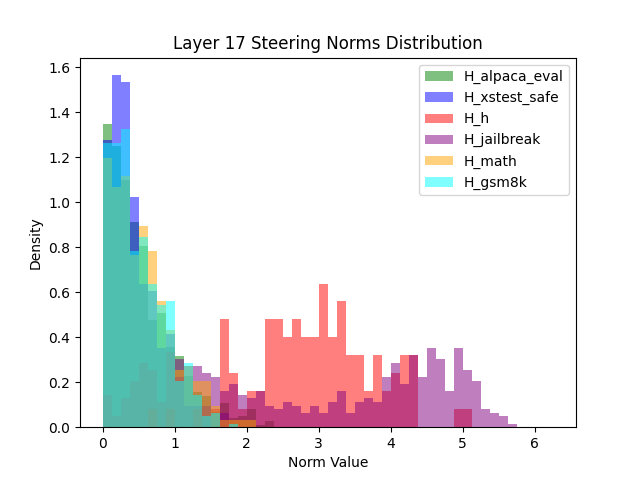 Layer 17 Steering Norms Distribution
H_alpaca_eval
H_xstest_safe
H_h
H_jailbreak
H_math
H_gsm8k
Density
1.6
1.4
1.2
1.0
0.8
0.6
0.4
0.2
0.0
0 1 2 3 4 5 6
Norm Value